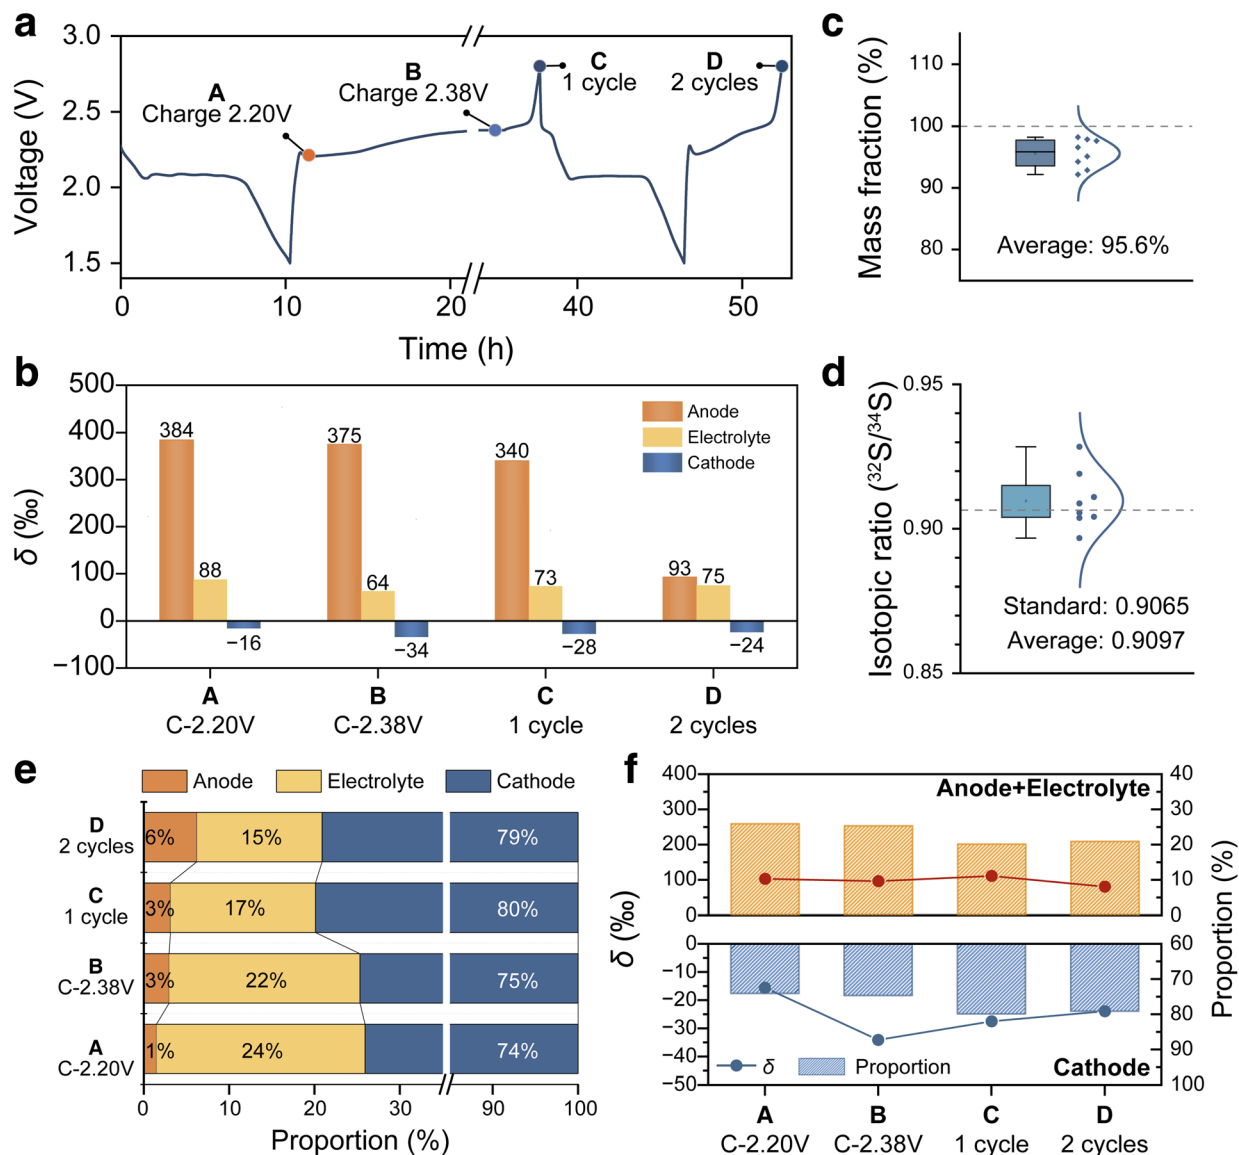 a
3.0
2.5
2.0
1.5
Voltage (V)
A
Charge 2.20V
B
Charge 2.38V
C
1 cycle
D
2 cycles
0
10
20
40
50
Time (h)
c
110
100
90
80
Mass fraction (%)
Average: 95.6%
b
500
400
300
200
100
0
−100
δ (‰)
Anode
Electrolyte
Cathode
384
88
−16
375
64
−34
340
73
−28
93
75
−24
A
C-2.20V
B
C-2.38V
C
1 cycle
D
2 cycles
d
0.95
0.90
0.85
Isotopic ratio (³²S/³⁴S)
Standard: 0.9065
Average: 0.9097
e
Anode
Electrolyte
Cathode
D
2 cycles
6%
15%
79%
C
1 cycle
3%
17%
80%
B
C-2.38V
3%
22%
75%
A
C-2.20V
1%
24%
74%
0
10
20
30
90
100
Proportion (%)
f
Anode+Electrolyte
400
300
200
100
0
40
30
20
10
0
0
−10
−20
−30
−40
−50
60
70
80
90
100
δ (‰)
Proportion (%)
δ
Proportion
Cathode
A
C-2.20V
B
C-2.38V
C
1 cycle
D
2 cycles